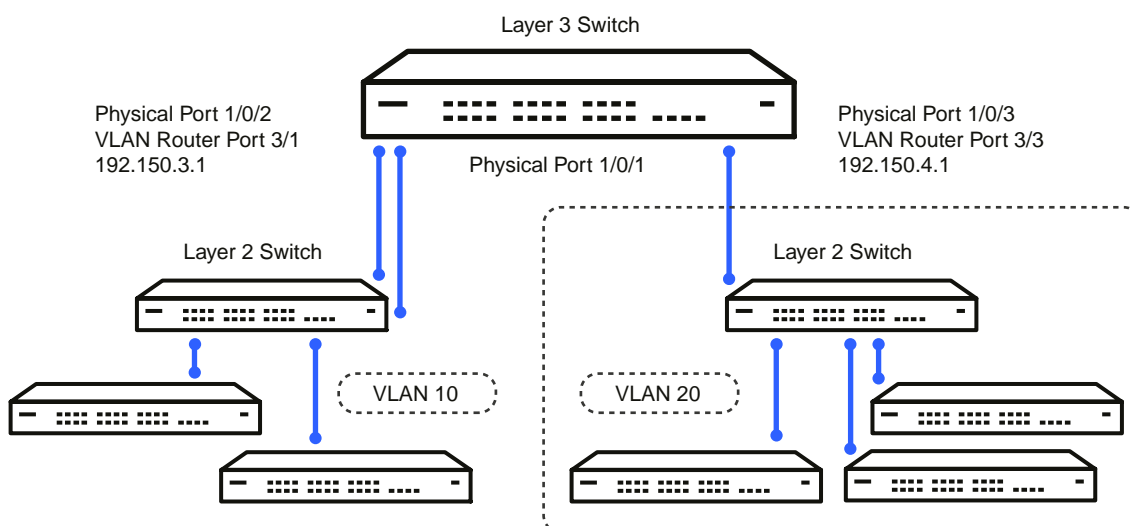 Layer 3 Switch
Physical Port 1/0/2
VLAN Router Port 3/1
192.150.3.1
Physical Port 1/0/1
Physical Port 1/0/3
VLAN Router Port 3/3
192.150.4.1
Layer 2 Switch
Layer 2 Switch
VLAN 10
VLAN 20